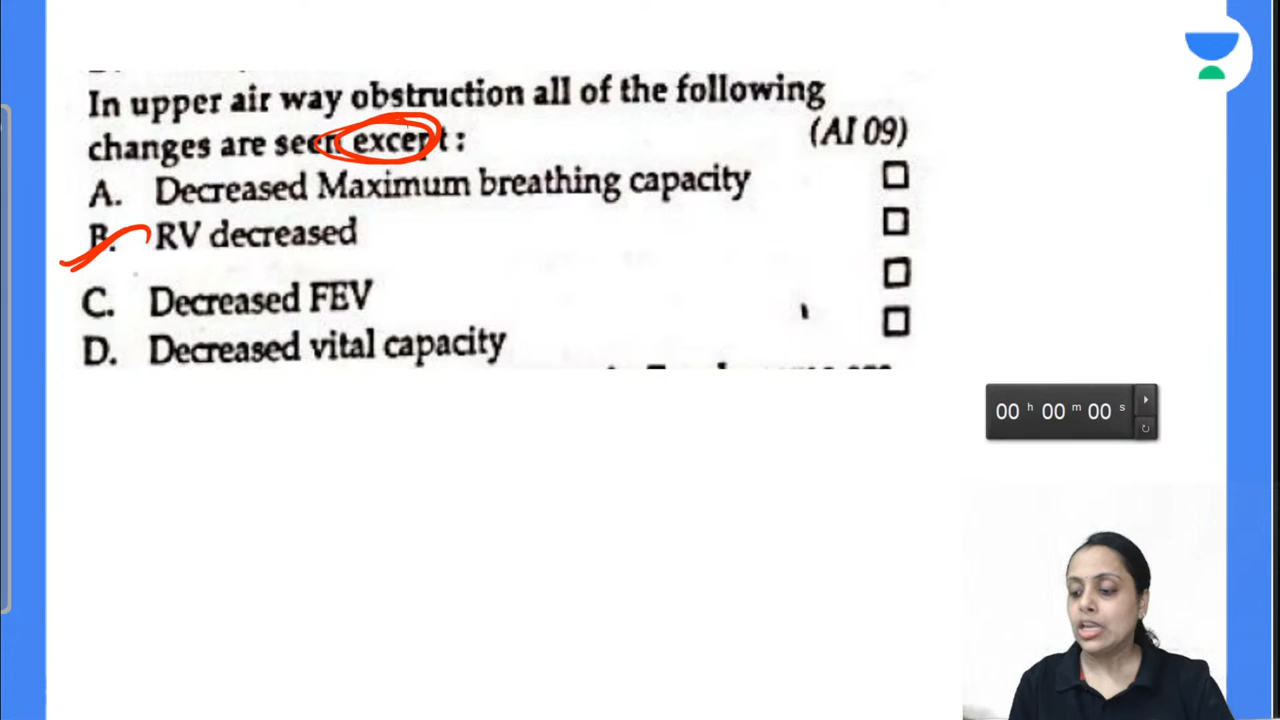 In upper air way obstruction all of the following
changes are seen except :
(AI 09)
A. Decreased Maximum breathing capacity
B. RV decreased
C. Decreased FEV
D. Decreased vital capacity
00 h 00 m 00 s